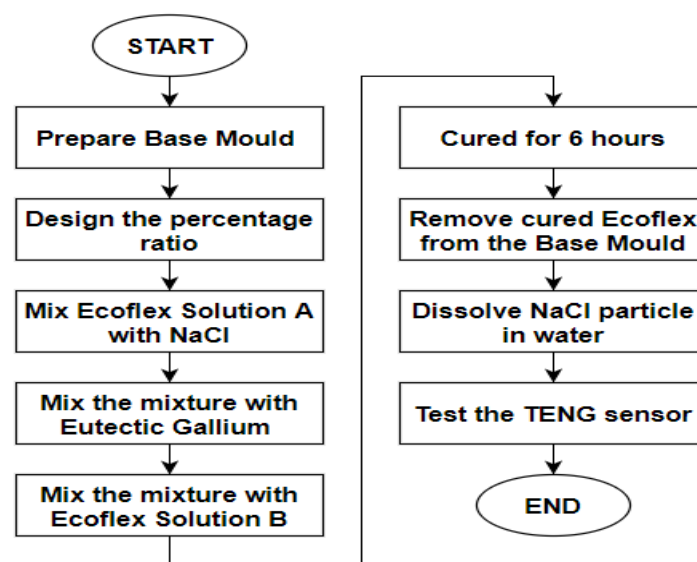 START
Prepare Base Mould
Design the percentage
ratio
Mix Ecoflex Solution A
with NaCl
Mix the mixture with
Eutectic Gallium
Mix the mixture with
Ecoflex Solution B
Cured for 6 hours
Remove cured Ecoflex
from the Base Mould
Dissolve NaCl particle
in water
Test the TENG sensor
END